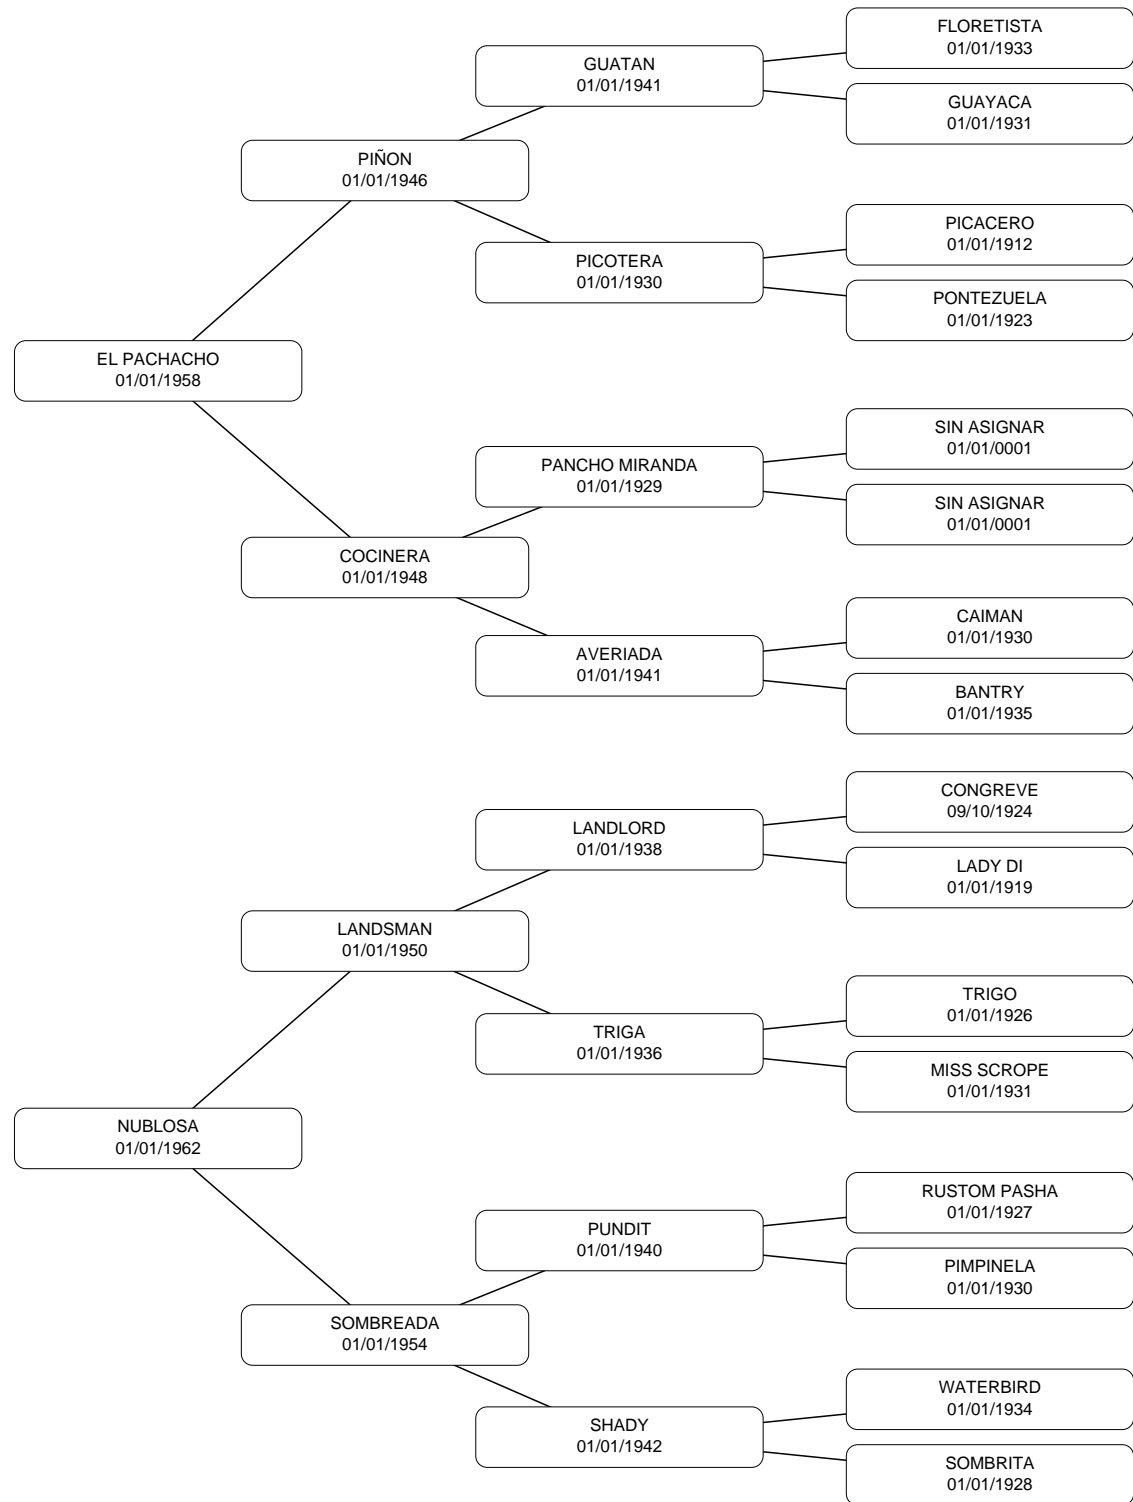 FLORETISTA
01/01/1933
GUATAN
01/01/1941
GUAYACA
01/01/1931
PIÑON
01/01/1946
PICACERO
01/01/1912
PICOTERA
01/01/1930
PONTEZUELA
01/01/1923
EL PACHACHO
01/01/1958
SIN ASIGNAR
01/01/0001
PANCHO MIRANDA
01/01/1929
SIN ASIGNAR
01/01/0001
COCINERA
01/01/1948
CAIMAN
01/01/1930
AVERIADA
01/01/1941
BANTRY
01/01/1935
CONGREVE
09/10/1924
LANDLORD
01/01/1938
LADY DI
01/01/1919
LANDSMAN
01/01/1950
TRIGO
01/01/1926
TRIGA
01/01/1936
MISS SCROPE
01/01/1931
NUBLOSA
01/01/1962
RUSTOM PASHA
01/01/1927
PUNDIT
01/01/1940
PIMPINELA
01/01/1930
SOMBREADA
01/01/1954
WATERBIRD
01/01/1934
SHADY
01/01/1942
SOMBRITA
01/01/1928